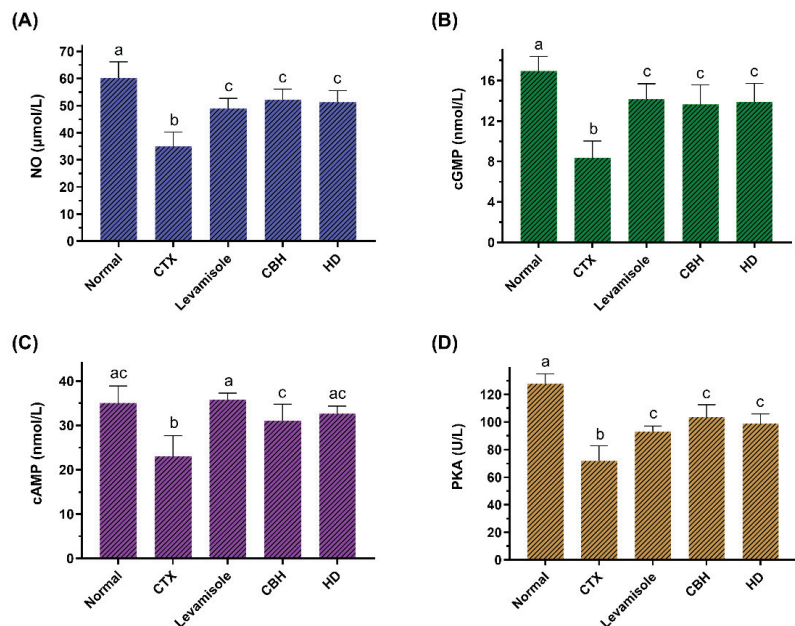 (A)
NO (μmol/L)
70
60
50
40
30
20
10
0
a
b
c
c
c
Normal
CTX
Levamisole
CBH
HD
(B)
cGMP (nmol/L)
16
12
8
4
0
a
b
c
c
c
Normal
CTX
Levamisole
CBH
HD
(C)
cAMP (nmol/L)
40
30
20
10
0
ac
b
a
c
ac
Normal
CTX
Levamisole
CBH
HD
(D)
PKA (U/L)
120
100
80
60
40
20
0
a
b
c
c
c
Normal
CTX
Levamisole
CBH
HD